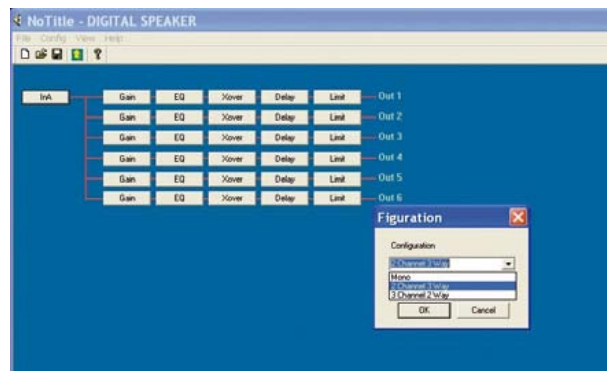 NoTitle - DIGITAL SPEAKER
File Config View Help
InA
Gain EQ Xover Delay Limit Out 1
Gain EQ Xover Delay Limit Out 2
Gain EQ Xover Delay Limit Out 3
Gain EQ Xover Delay Limit Out 4
Gain EQ Xover Delay Limit Out 5
Gain EQ Xover Delay Limit Out 6
Figuration
Configuration
2 Channel 3 Way
Mono
2 Channel 3 Way
3 Channel 2 Way
OK Cancel